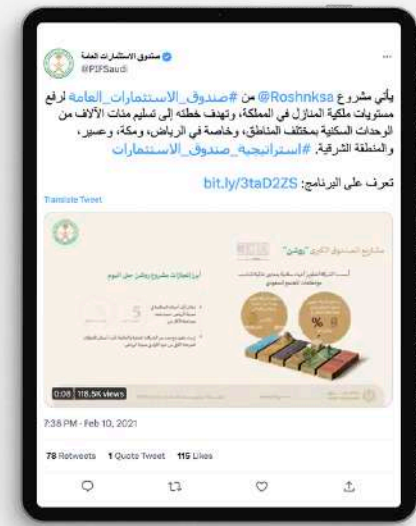 صندوق الاستثمارات العامة
@PIFSaudi
يأتي مشروع @Roshnksa من #صندوق_الاستثمارات_العامة لرفع
مستويات ملكية المنازل في المملكة، وتهدف خطته إلى تسليم مئات الآلاف من
الوحدات السكنية بمختلف المناطق، وخاصة في الرياض، ومكة، وعسير،
والمنطقة الشرقية. #استراتيجية_صندوق_الاستثمارات
تعرف على البرنامج: bit.ly/3taD2ZS
Translate Tweet
مشاريع الصندوق الكبرى "روشن"
أبرز إنجازات مشروع روشن حتى اليوم
5
%
0:08 118.5K views
7:38 PM · Feb 10, 2021
78 Retweets 1 Quote Tweet 115 Likes